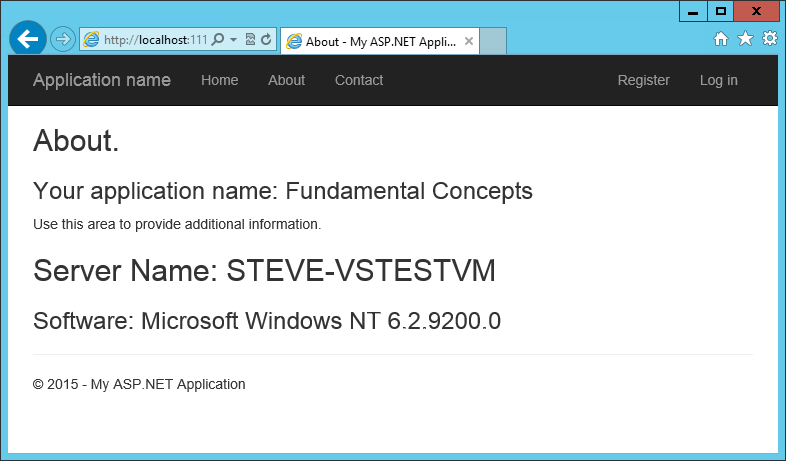 http://localhost:111
About - My ASP.NET Appli...
Application name Home About Contact Register Log in
About.
Your application name: Fundamental Concepts
Use this area to provide additional information.
Server Name: STEVE-VSTESTVM
Software: Microsoft Windows NT 6.2.9200.0
© 2015 - My ASP.NET Application